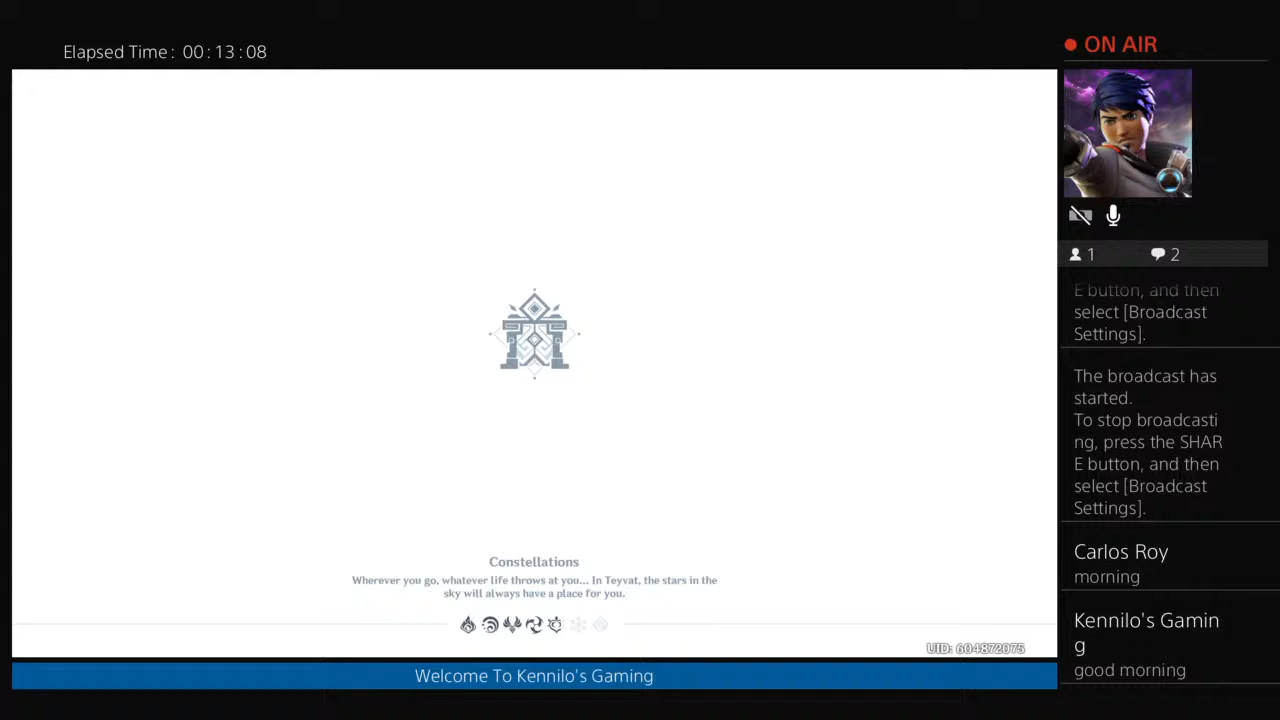 Elapsed Time: 00:13:08
ON AIR
1
2
E button, and then
select [Broadcast
Settings].
The broadcast has
started.
To stop broadcasti
ng, press the SHAR
E button, and then
select [Broadcast
Settings].
Carlos Roy
morning
Kennilo's Gamin
g
good morning
Constellations
Wherever you go, whatever life throws at you... In Teyvat, the stars in the
sky will always have a place for you.
UID: 604872075
Welcome To Kennilo's Gaming